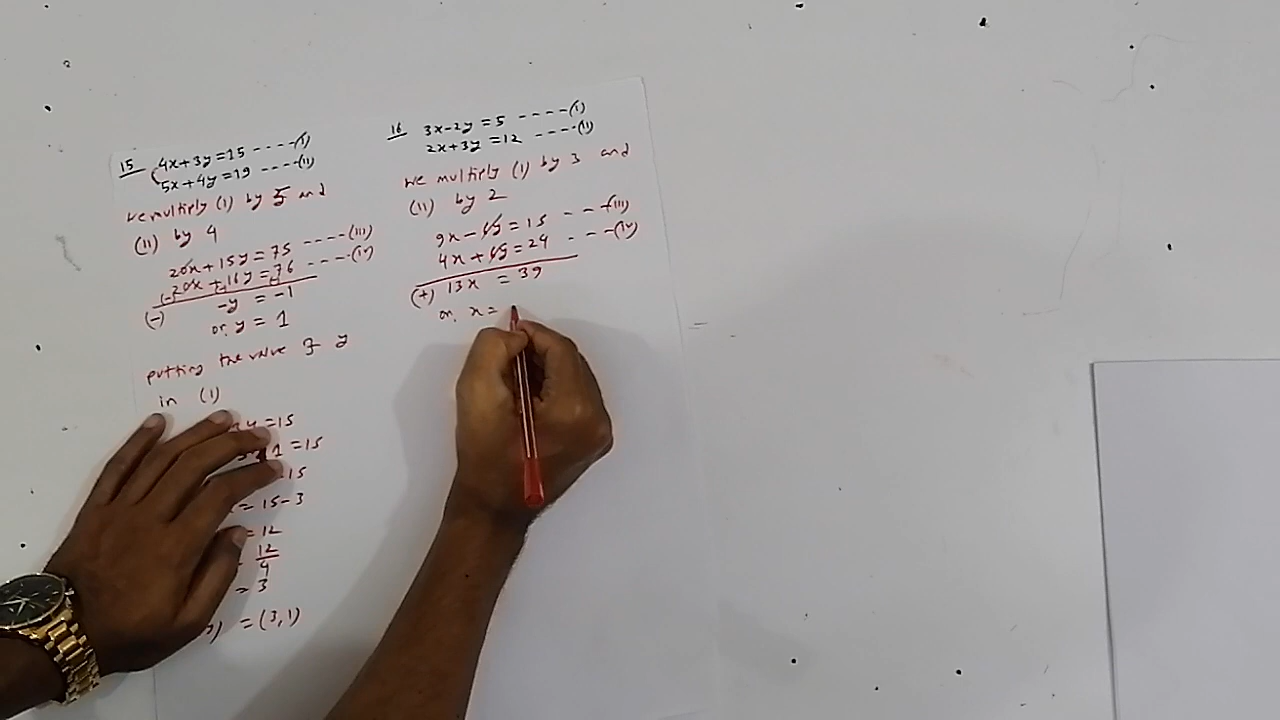 15 4x+3y=15 ----(i)
5x+4y=19 ----(ii)
we multiply (i) by 5 and
(ii) by 4
20x+15y=75 ----(iii)
20x+16y=76 ----(iv)
(-) (-) (-)
(-) -y = -1
or, y = 1
putting the value of y
in (i)
=15
1 =15
15
= 15-3
= 12
12
4
= 3
) = (3,1)
16 3x-2y=5 ----(i)
2x+3y=12 ----(ii)
we multiply (i) by 3 and
(ii) by 2
9x-6y=15 ---(iii)
4x+6y=24 ---(iv)
(+) 13x = 39
or, x=